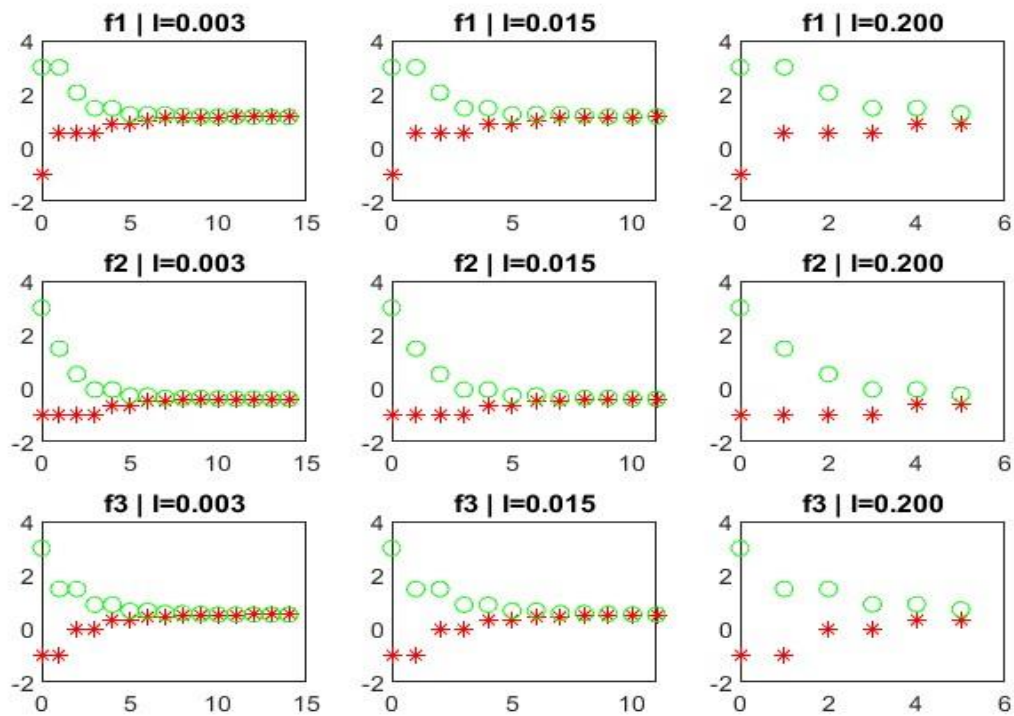 f1 | l=0.003
f1 | l=0.015
f1 | l=0.200
4
2
0
-2
0 5 10 15
4
2
0
-2
0 5 10
4
2
0
-2
0 2 4 6
f2 | l=0.003
f2 | l=0.015
f2 | l=0.200
4
2
0
-2
0 5 10 15
4
2
0
-2
0 5 10
4
2
0
-2
0 2 4 6
f3 | l=0.003
f3 | l=0.015
f3 | l=0.200
4
2
0
-2
0 5 10 15
4
2
0
-2
0 5 10
4
2
0
-2
0 2 4 6